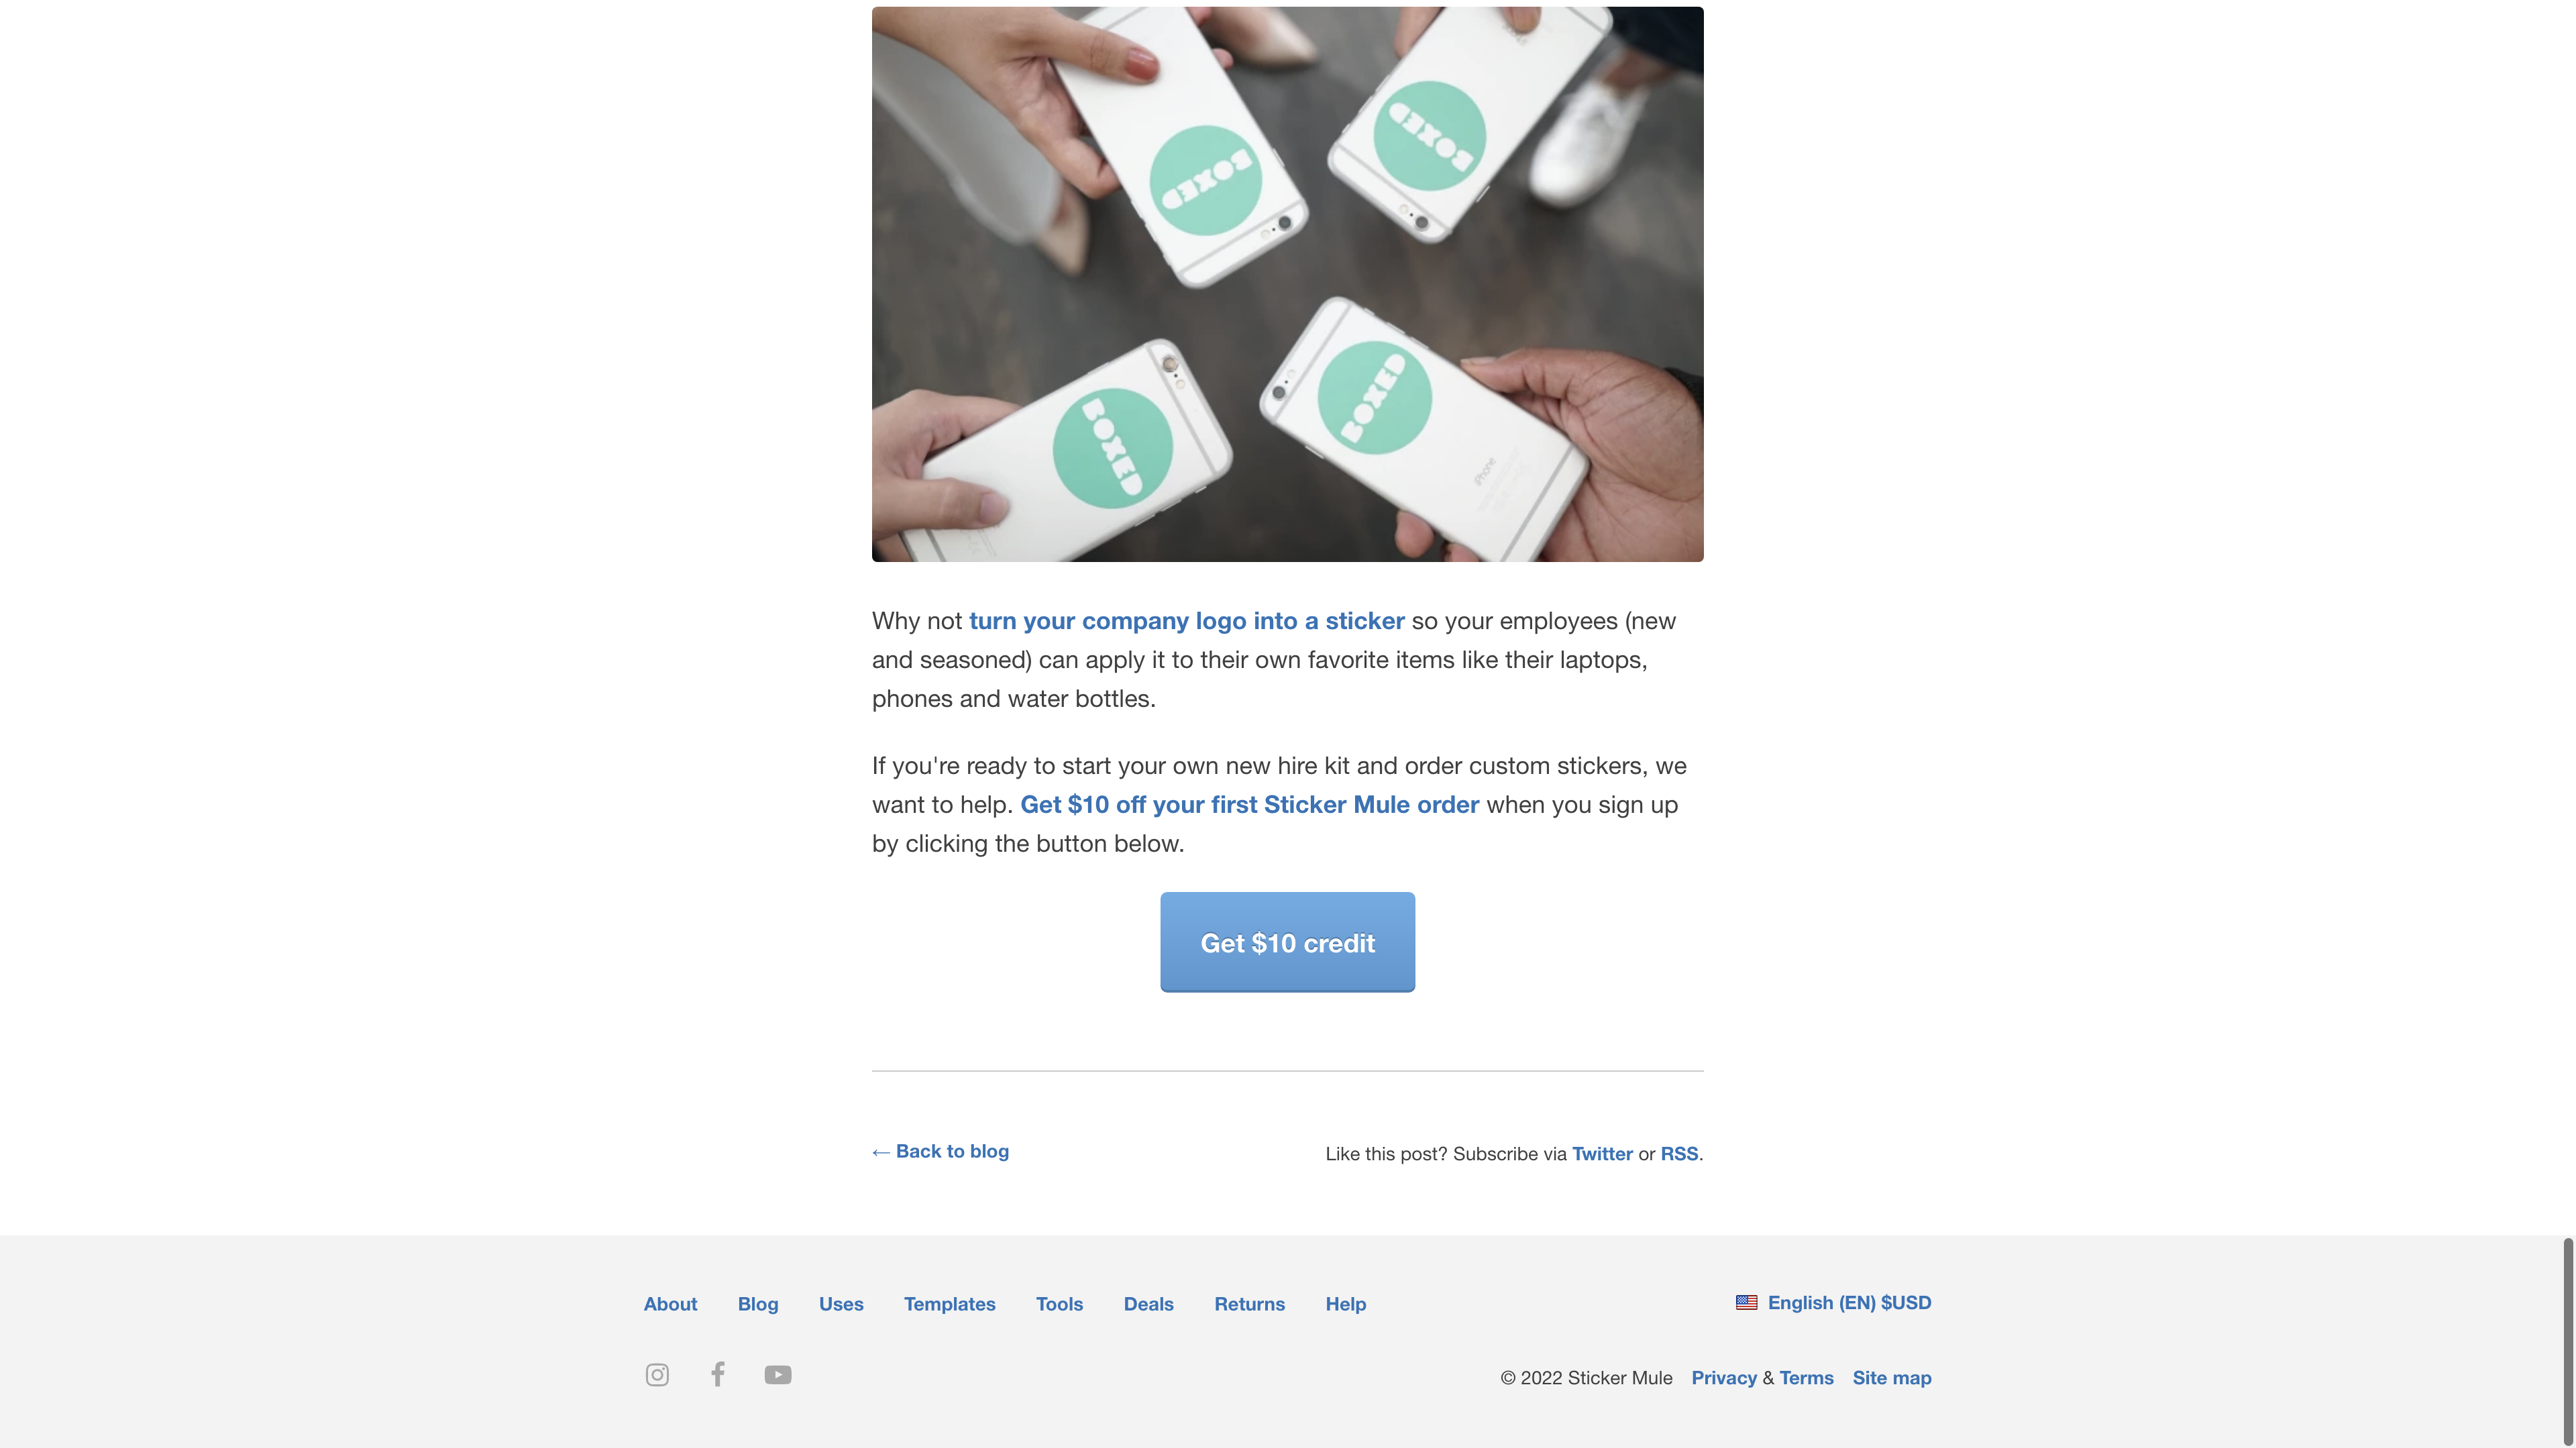 BOXED
BOXED
BOXED
BOXED
iPhone
Why not turn your company logo into a sticker so your employees (new
and seasoned) can apply it to their own favorite items like their laptops,
phones and water bottles.
If you're ready to start your own new hire kit and order custom stickers, we
want to help. Get $10 off your first Sticker Mule order when you sign up
by clicking the button below.
Get $10 credit
← Back to blog
Like this post? Subscribe via Twitter or RSS.
About Blog Uses Templates Tools Deals Returns Help
English (EN) $USD
© 2022 Sticker Mule Privacy & Terms Site map